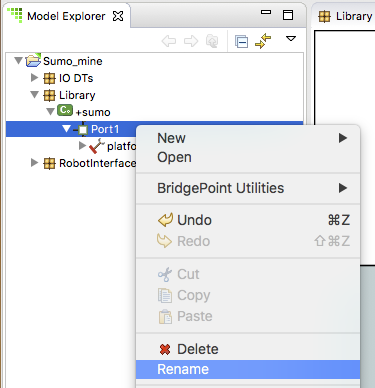 Model Explorer
Library
Sumo_mine
IO DTs
Library
+sumo
Port1
platfo
RobotInterface
New
Open
BridgePoint Utilities
Undo ⌘Z
Redo ⇧⌘Z
Cut
Copy
Paste
Delete
Rename